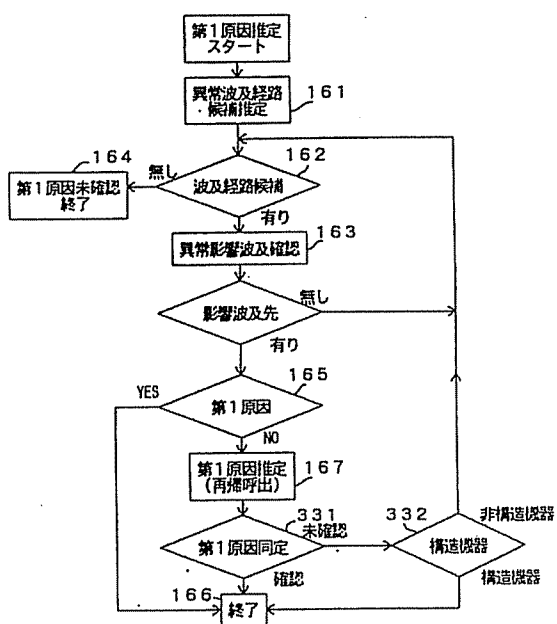 第1原因推定
スタート
異常波及経路
・候補推定
161
164
無し
162
第1原因未確認
終了
波及経路候補
有り
163
異常影響波及確認
無し
影響波及先
有り
165
YES
第1原因
NO
第1原因推定
(再帰呼出)
167
331
未確認
332
非構造機器
第1原因同定
構造機器
確認
構造機器
166
終了